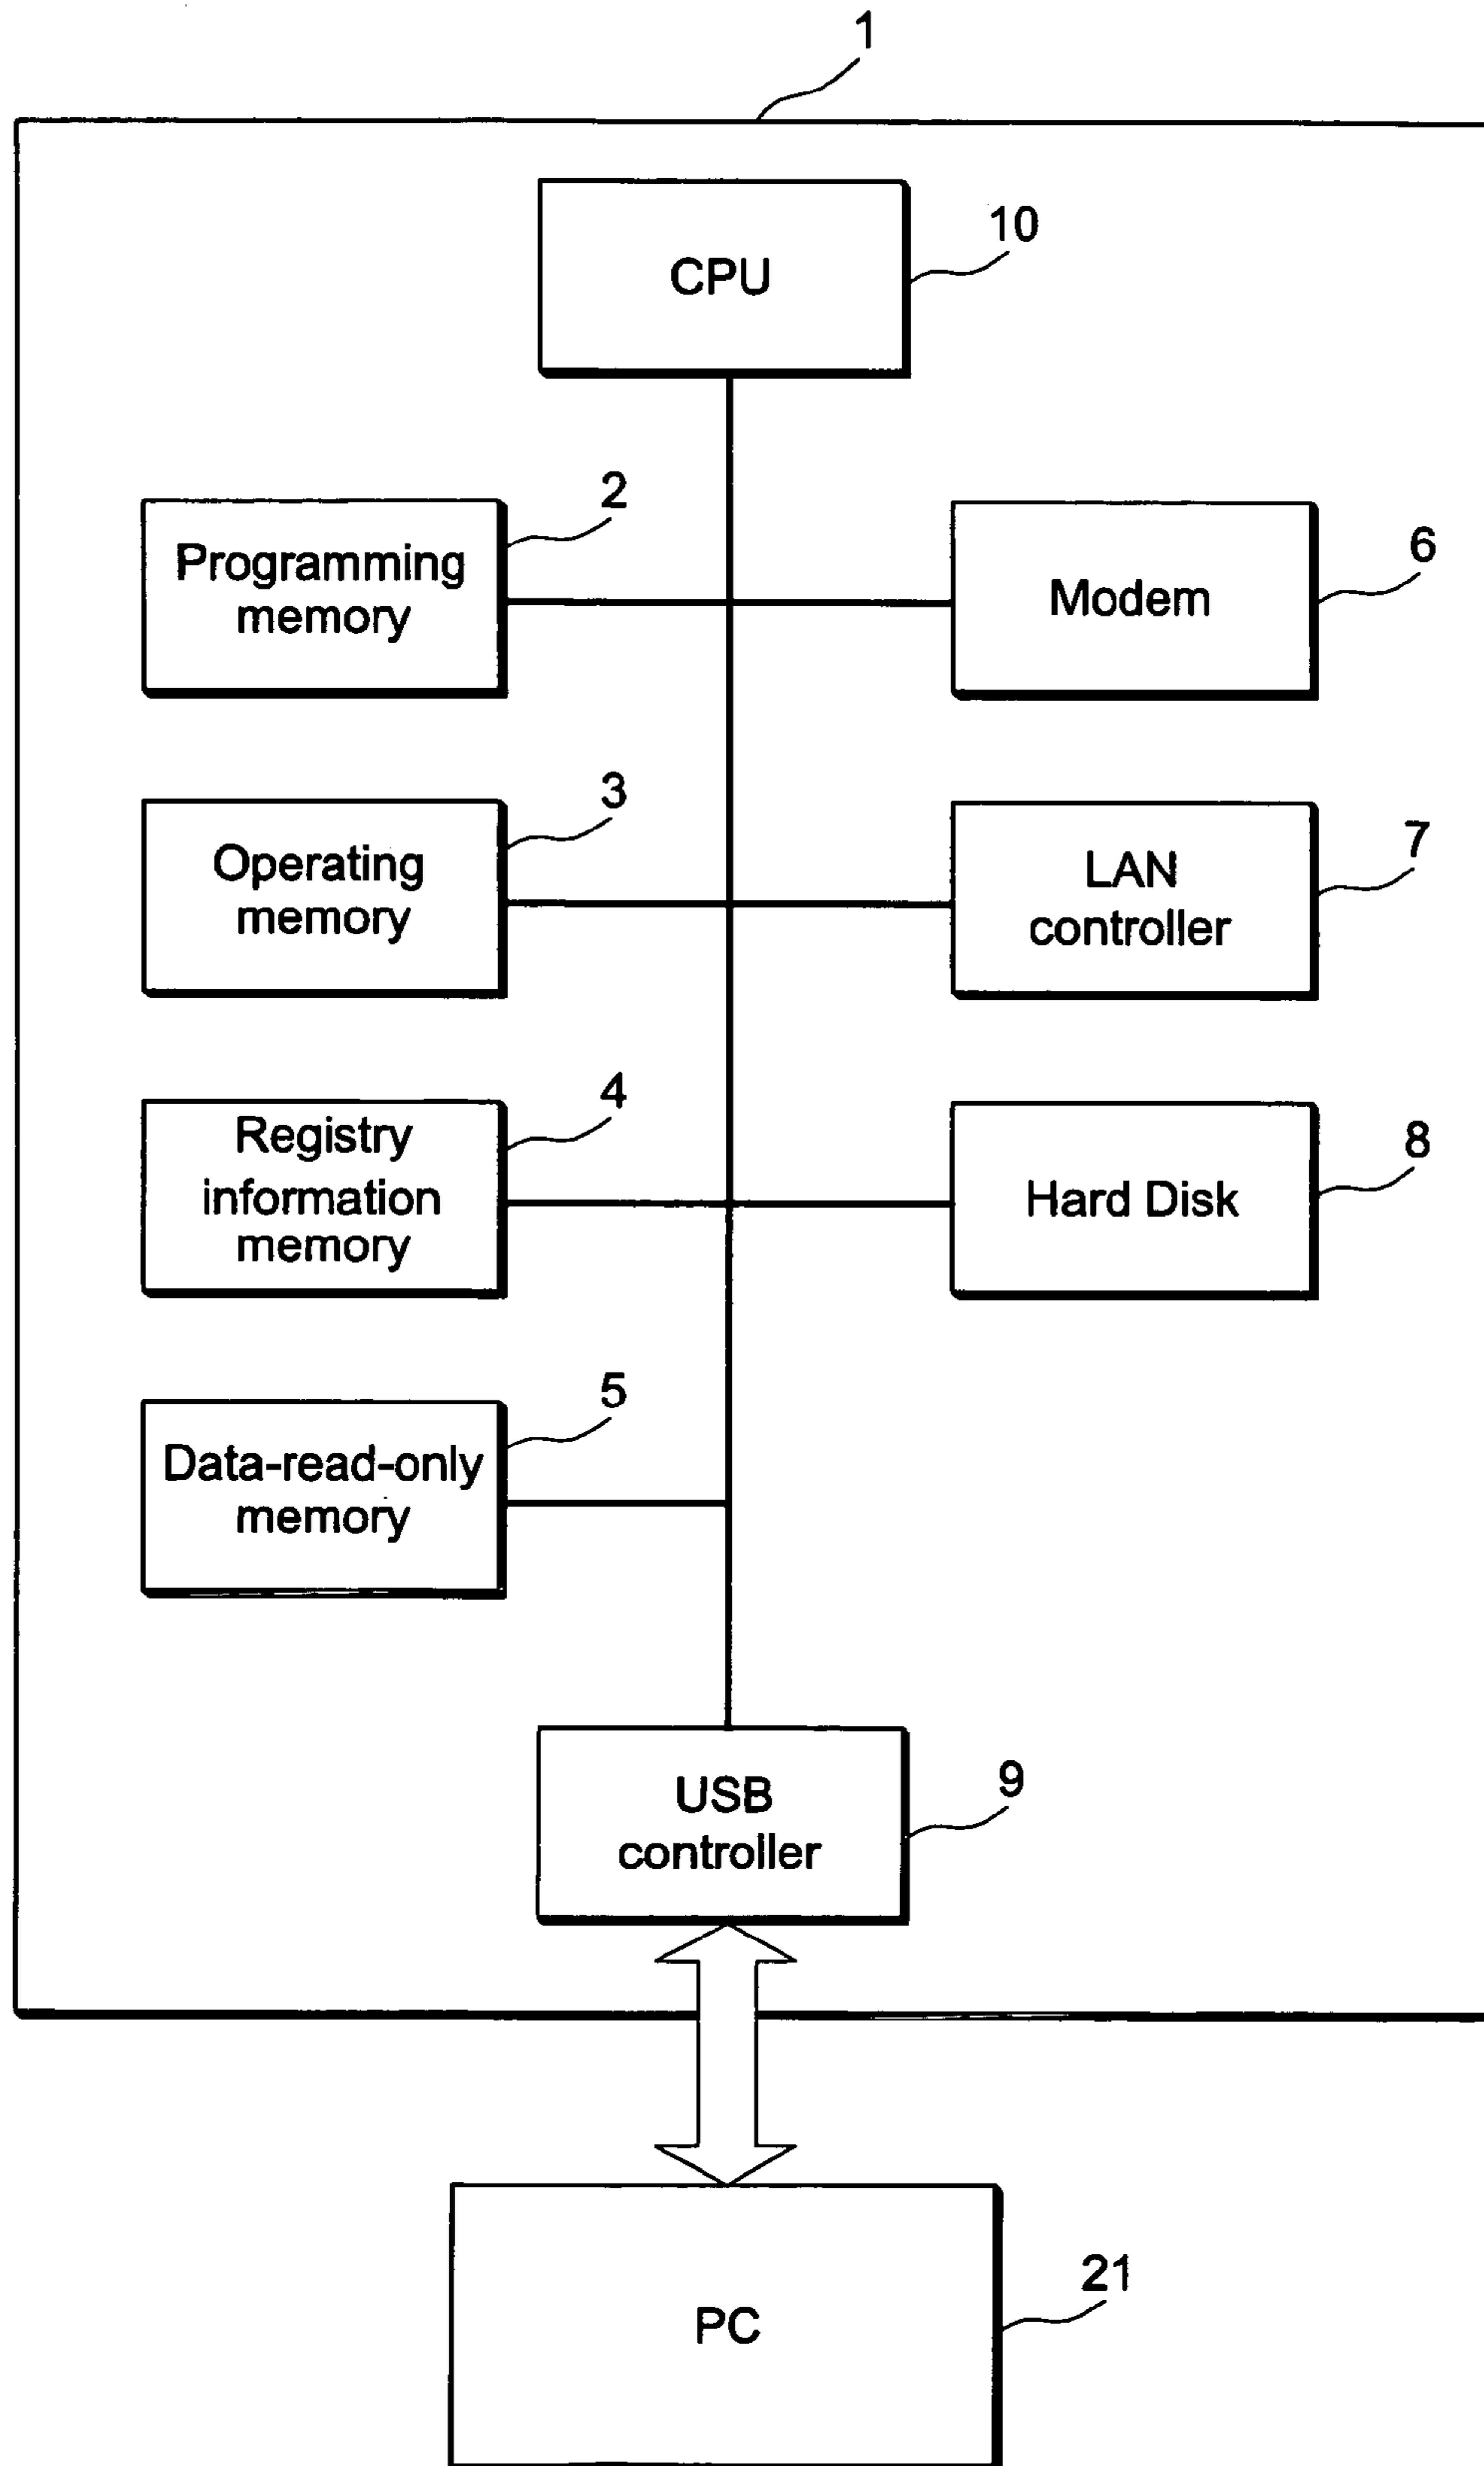 1
CPU
10
Programming
memory
2
Modem
6
Operating
memory
3
LAN
controller
7
Registry
information
memory
4
Hard Disk
8
Data-read-only
memory
5
USB
controller
9
PC
21